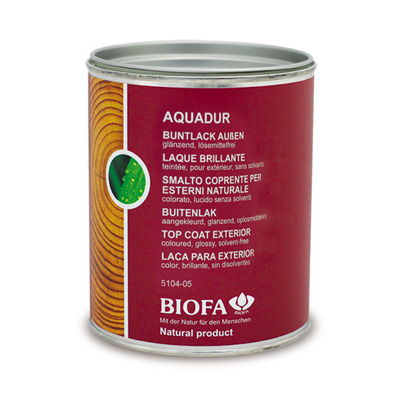 AQUADUR
BUNTLACK AUßEN
glänzend, lösemittelfrei
LAQUE BRILLANTE
teintée, pour extérieur, sans solvants
SMALTO COPRENTE PER
ESTERNI NATURALE
colorato, lucido senza solventi
BUITENLAK
aangekleurd, glanzend, oplosmiddelvrij
TOP COAT EXTERIOR
coloured, glossy, solvent-free
LACA PARA EXTERIOR
color, brillante, sin disolventes
5104-05
BIOFA
Mit der Natur für den Menschen
Natural product